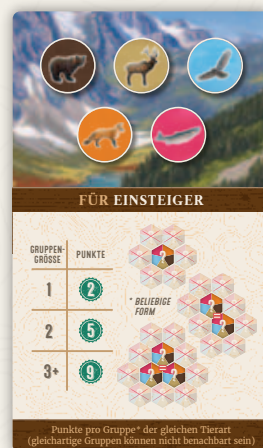 FÜR EINSTEIGER
GRUPPEN-
GRÖSSE
PUNKTE
1
2
2
5
3+
9
* BELIEBIGE
FORM
?
?
=
?
?
=
?
?
Punkte pro Gruppe* der gleichen Tierart
(gleichartige Gruppen können nicht benachbart sein)